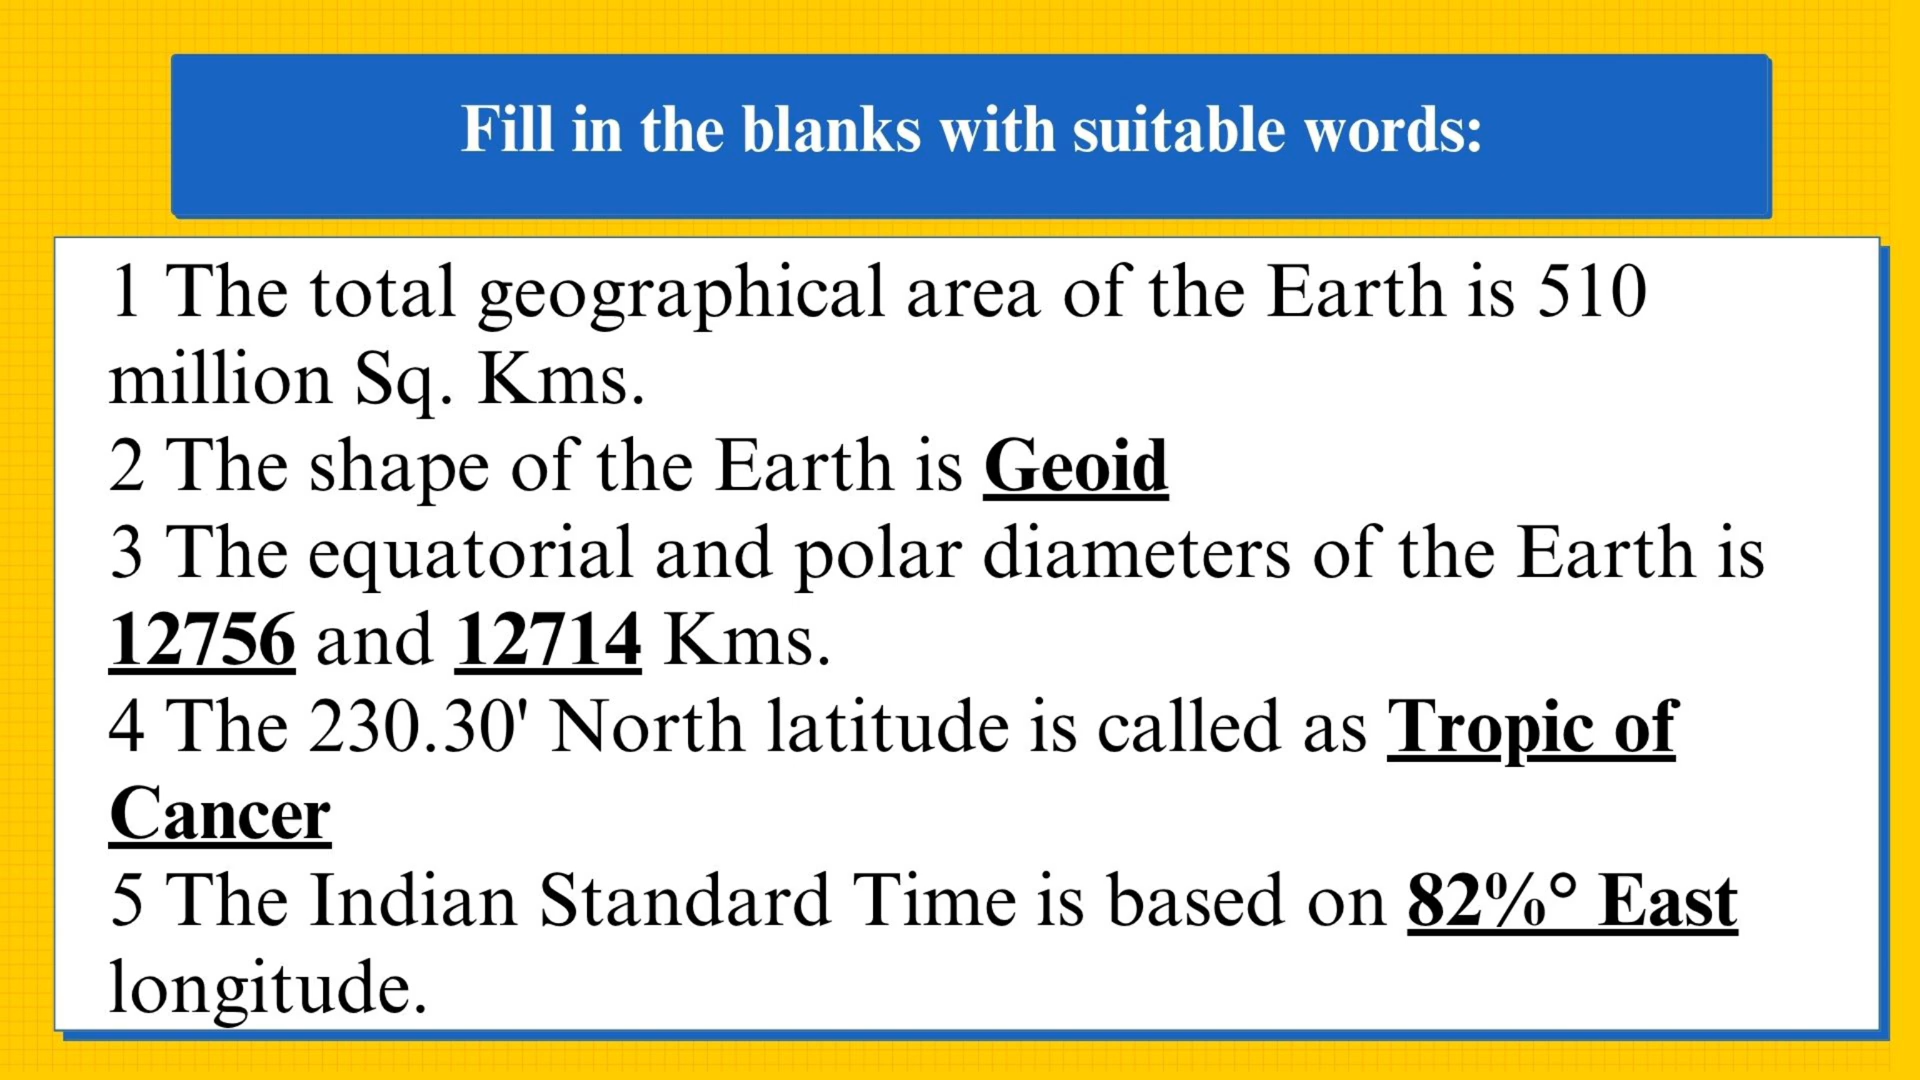 Fill in the blanks with suitable words:
1 The total geographical area of the Earth is 510
million Sq. Kms.
2 The shape of the Earth is Geoid
3 The equatorial and polar diameters of the Earth is
12756 and 12714 Kms.
4 The 230.30' North latitude is called as Tropic of
Cancer
5 The Indian Standard Time is based on 82%° East
longitude.